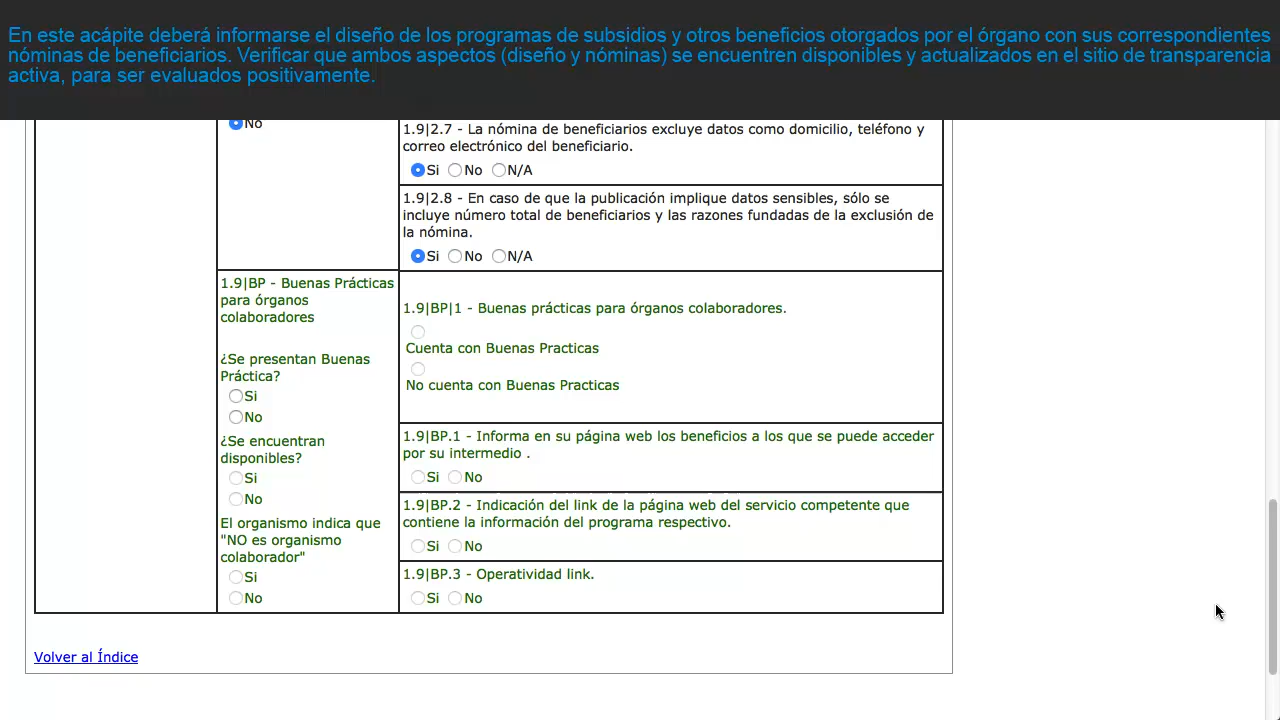 En este acápite deberá informarse el diseño de los programas de subsidios y otros beneficios otorgados por el órgano con sus correspondientes
nóminas de beneficiarios. Verificar que ambos aspectos (diseño y nóminas) se encuentren disponibles y actualizados en el sitio de transparencia
activa, para ser evaluados positivamente.
No
1.9|2.7 - La nómina de beneficiarios excluye datos como domicilio, teléfono y
correo electrónico del beneficiario.
Si No N/A
1.9|2.8 - En caso de que la publicación implique datos sensibles, sólo se
incluye número total de beneficiarios y las razones fundadas de la exclusión de
la nómina.
Si No N/A
1.9|BP - Buenas Prácticas
para órganos
colaboradores
¿Se presentan Buenas
Práctica?
Si
No
¿Se encuentran
disponibles?
Si
No
El organismo indica que
"NO es organismo
colaborador"
Si
No
1.9|BP|1 - Buenas prácticas para órganos colaboradores.
Cuenta con Buenas Practicas
No cuenta con Buenas Practicas
1.9|BP.1 - Informa en su página web los beneficios a los que se puede acceder
por su intermedio .
Si No
1.9|BP.2 - Indicación del link de la página web del servicio competente que
contiene la información del programa respectivo.
Si No
1.9|BP.3 - Operatividad link.
Si No
Volver al Índice